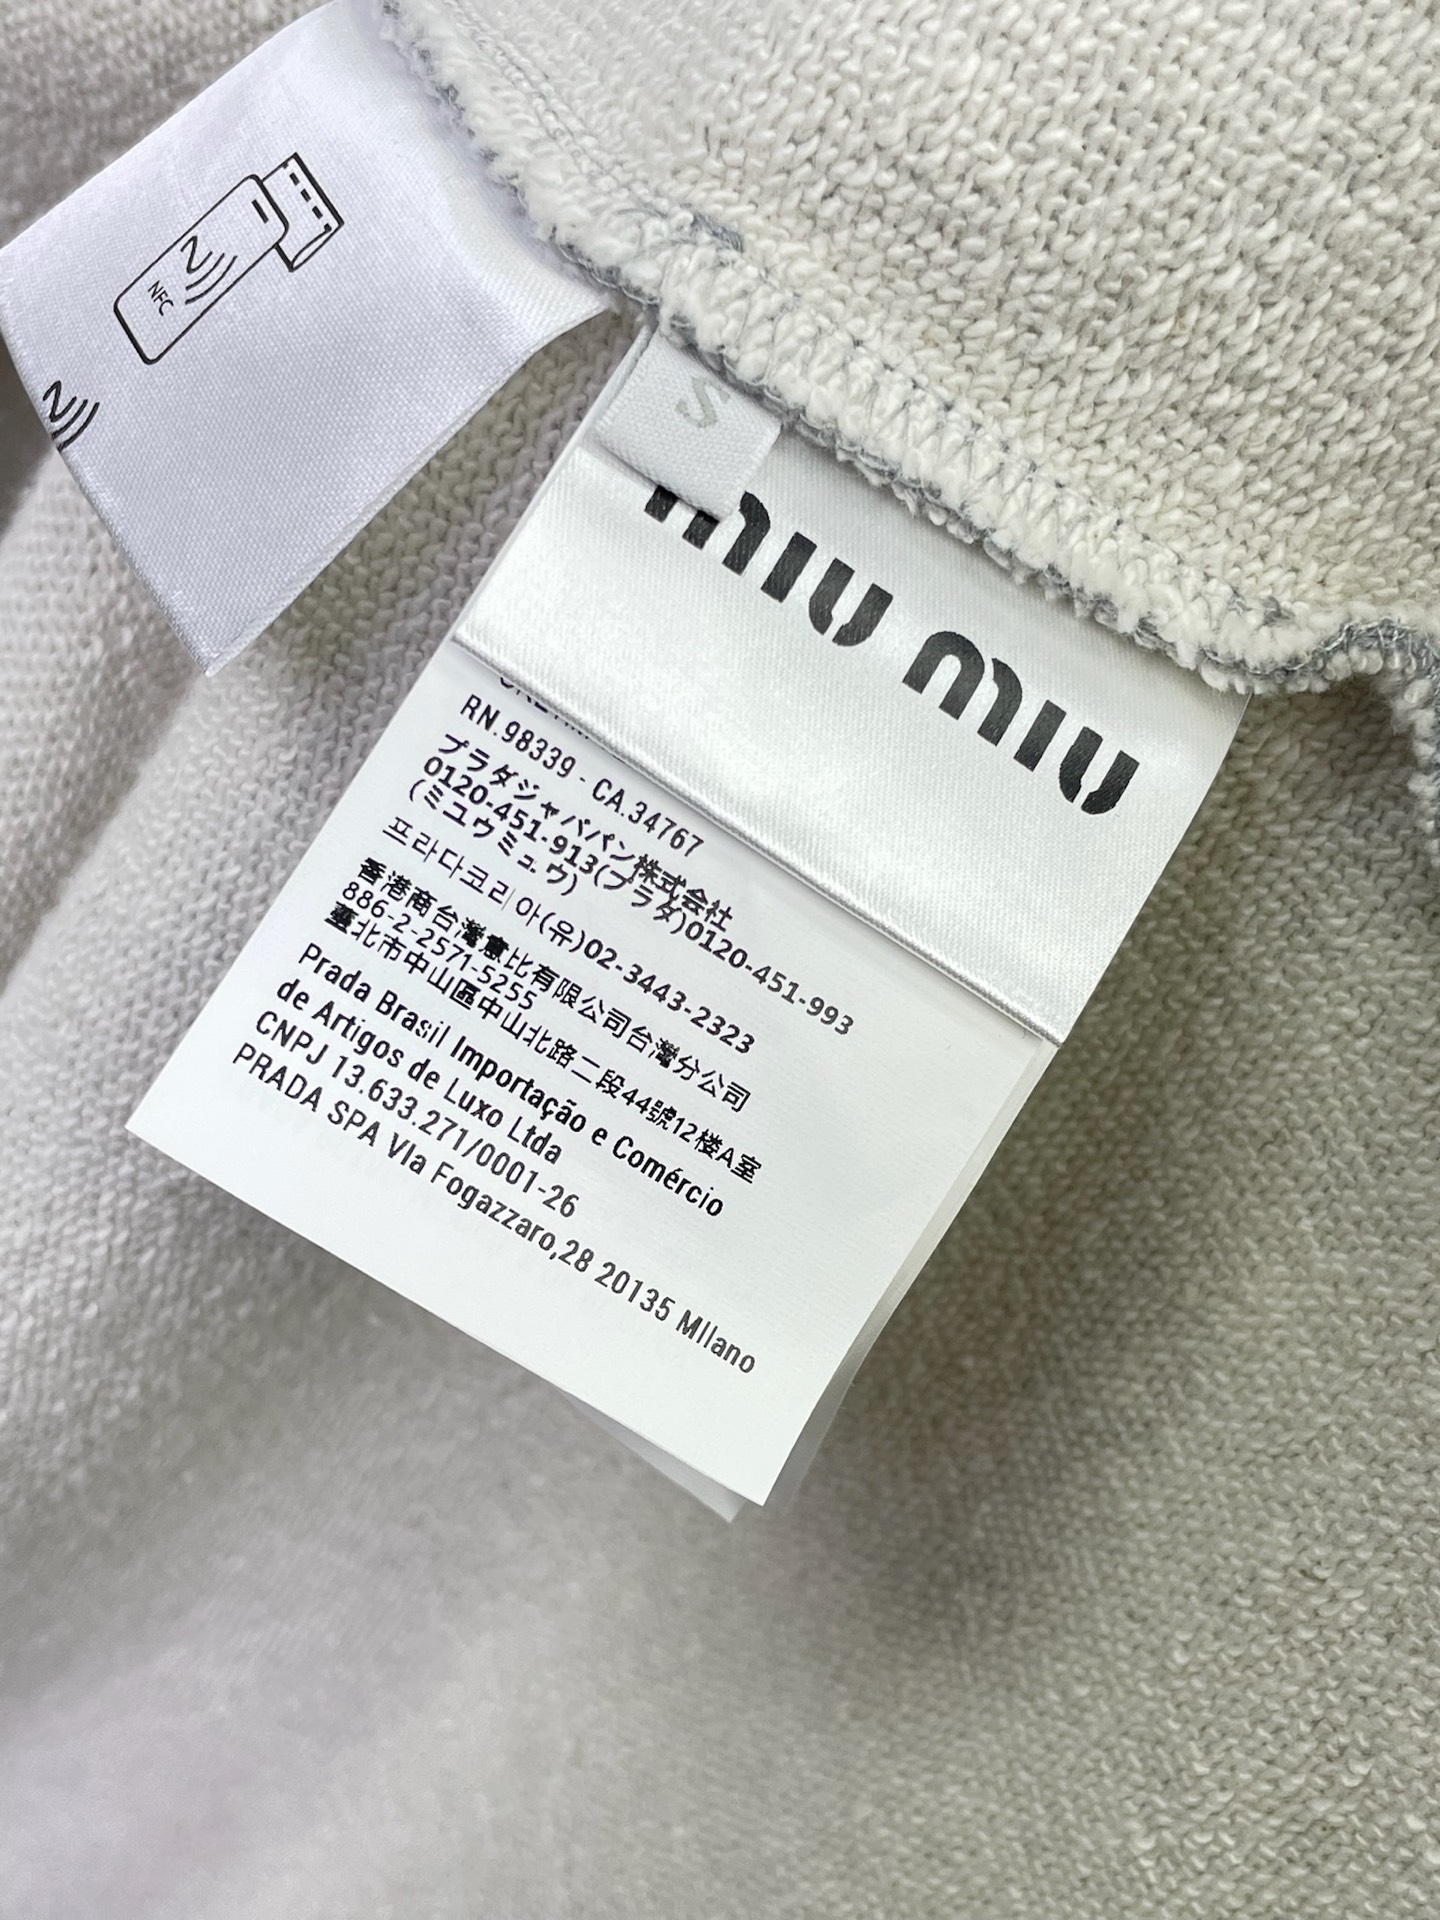 NFC
S
miu miu
RN.98339 - CA.34767
プラダジャパパン株式会社
0120-451-913(プラダ)0120-451-993
(ミユウミュウ)
프라다코리아(유)02-3443-2323
香港商台灣意比有限公司台灣分公司
886-2-2571-5255
臺北市中山區中山北路二段44號12楼A室
Prada Brasil Importação e Comércio
de Artigos de Luxo Ltda
CNPJ 13.633.271/0001-26
PRADA SPA VIa Fogazzaro,28 20135 MIlano